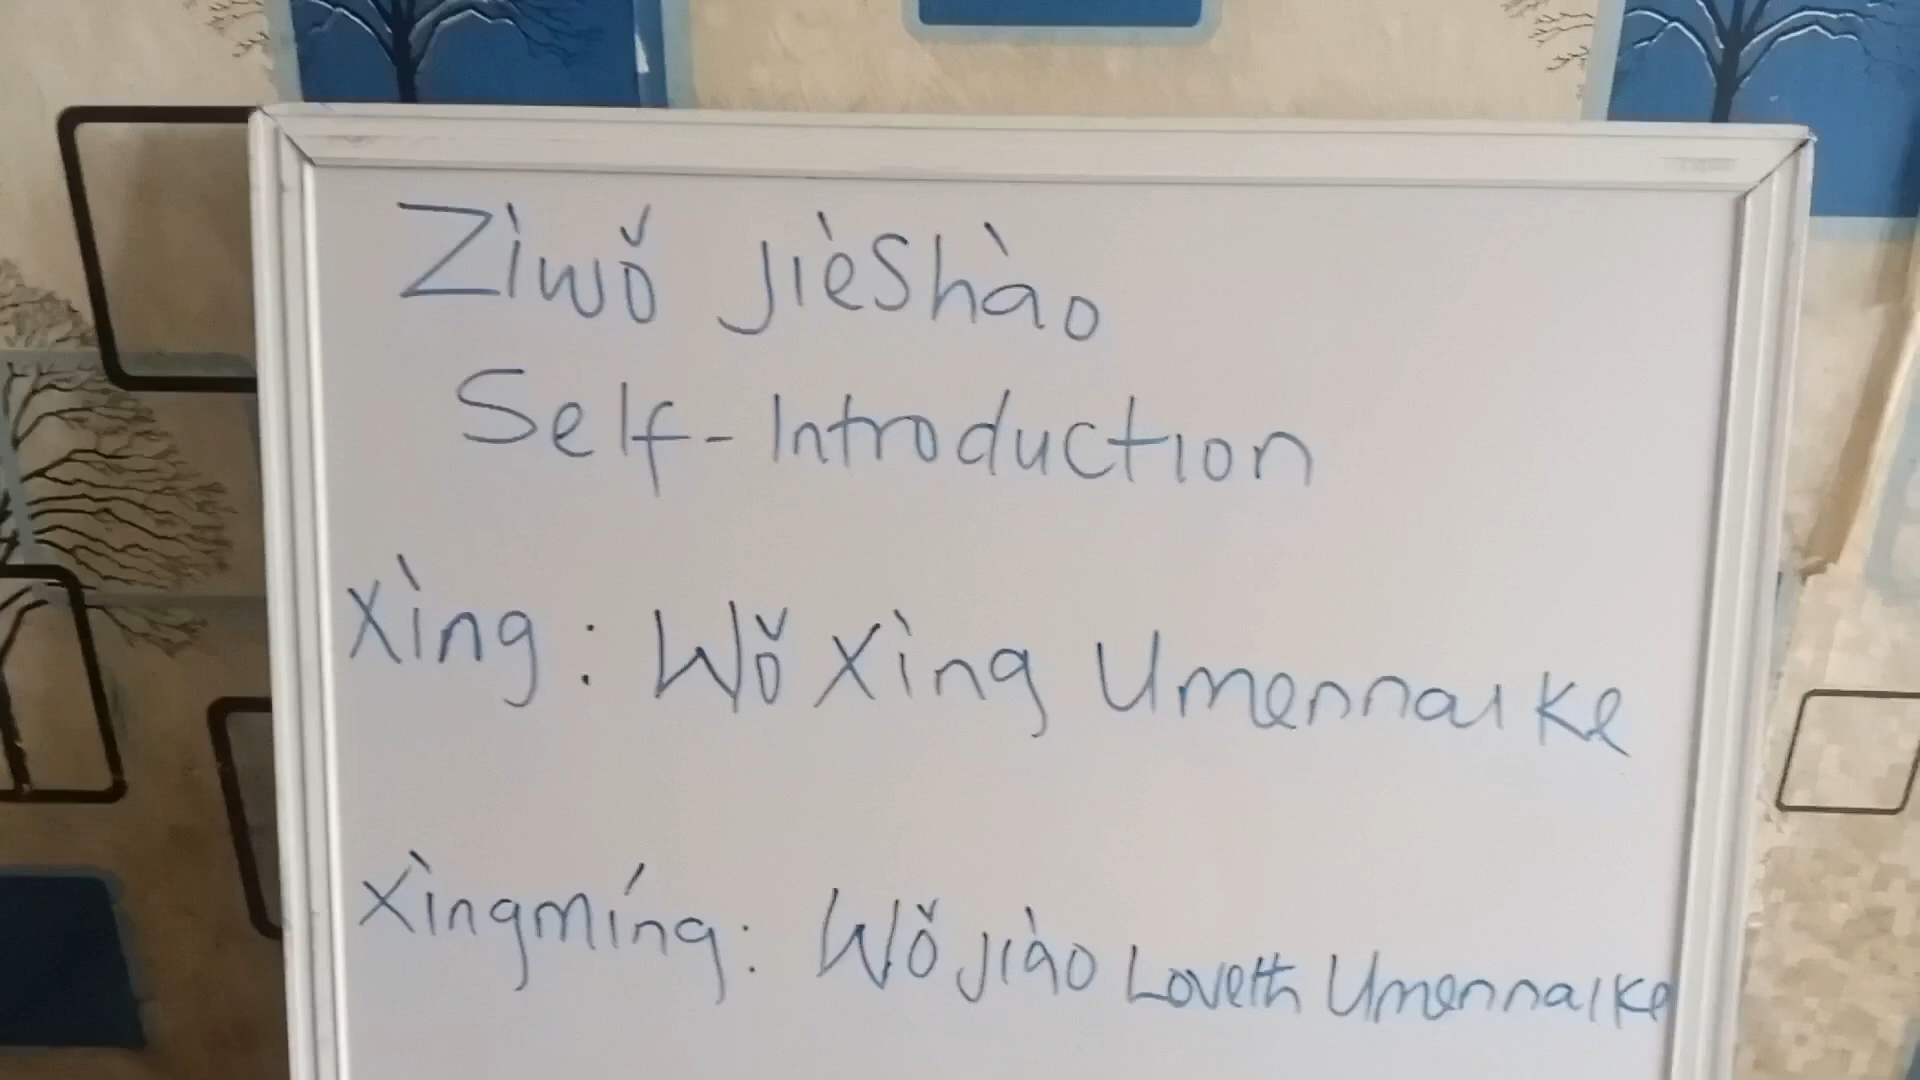 Zìwǒ Jièshào
Self-Introduction
Xìng: Wǒ Xìng Umennaike
Xìngmíng: Wǒ Jiào Loveth Umennaike